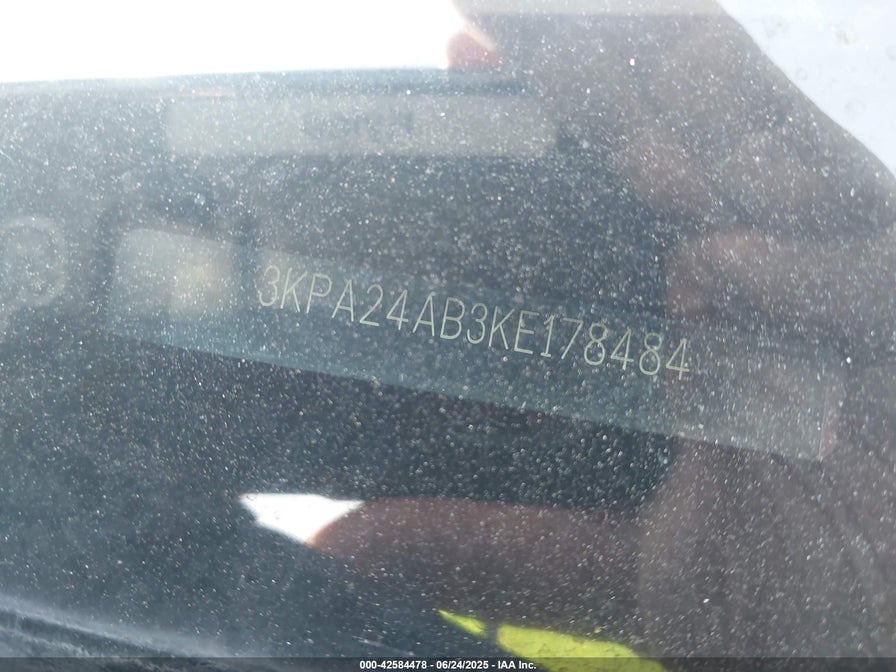 3KPA24AB3KE178484
000-42584478 - 06/24/2025 - IAA Inc.